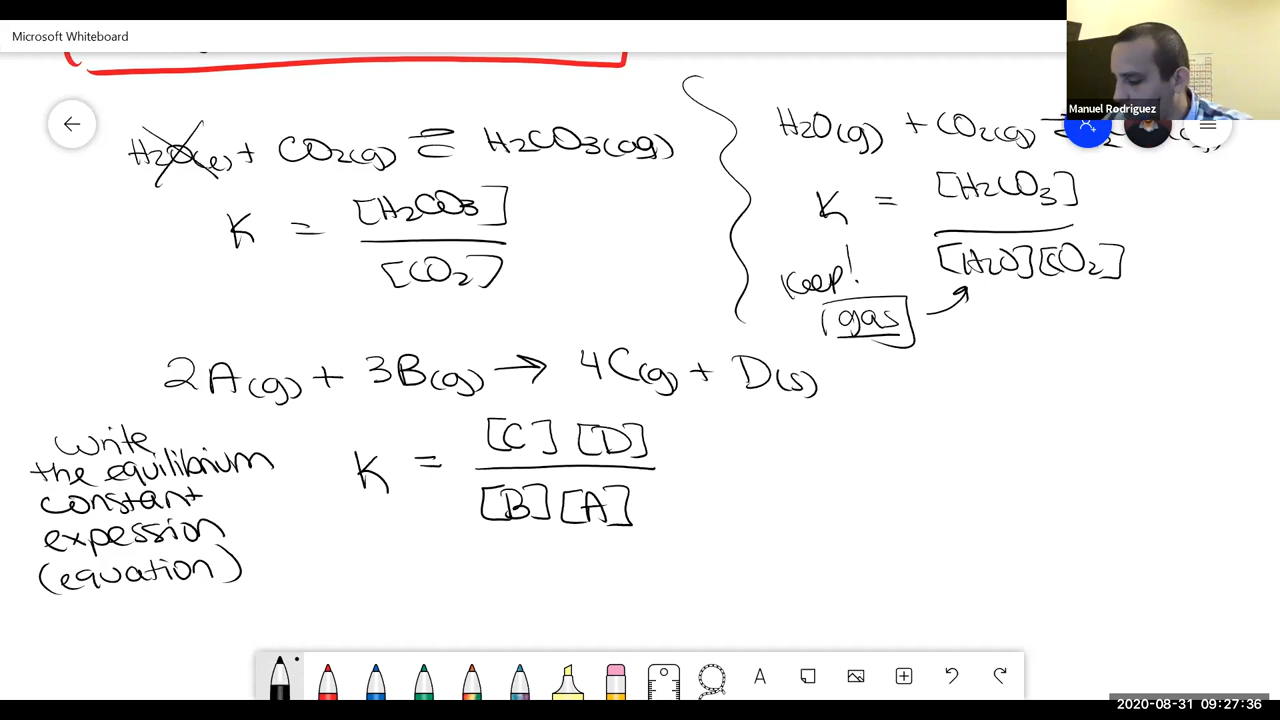 Microsoft Whiteboard
Manuel Rodriguez
H2O(l) + CO2(g) ⇌ H2CO3(aq)
K = [H2CO3] / [CO2]
H2O(g) + CO2(g)
K = [H2CO3] / [H2O][CO2]
Keep!
gas
2A(g) + 3B(g) → 4C(g) + D(s)
Write
the equilibrium
constant
expession
(equation)
K = [C] [D] / [B] [A]
2020-08-31 09:27:36